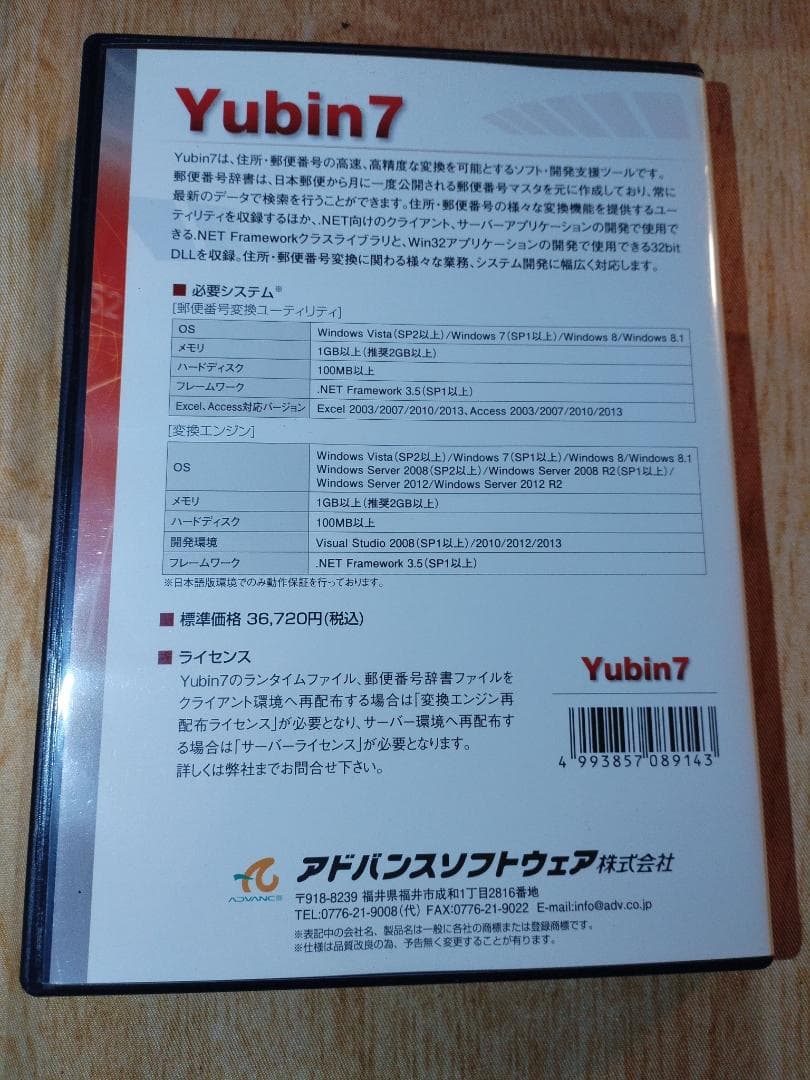 Yubin7
Yubin7は、住所・郵便番号の高速、高精度な変換を可能とするソフト・開発支援ツールです。
郵便番号辞書は、日本郵便から月に一度公開される郵便番号マスタを元に作成しており、常に
最新のデータで検索を行うことができます。住所・郵便番号の様々な変換機能を提供するユー
ティリティを収録するほか、.NET向けのクライアント、サーバーアプリケーションの開発で使用で
きる.NET Frameworkクラスライブラリと、Win32アプリケーションの開発で使用できる32bit
DLLを収録。住所・郵便番号変換に関わる様々な業務、システム開発に幅広く対応します。
■ 必要システム※
[郵便番号変換ユーティリティ]
OS Windows Vista(SP2以上)/Windows 7(SP1以上)/Windows 8/Windows 8.1
メモリ 1GB以上(推奨2GB以上)
ハードディスク 100MB以上
フレームワーク .NET Framework 3.5(SP1以上)
Excel、Access対応バージョン Excel 2003/2007/2010/2013、Access 2003/2007/2010/2013
[変換エンジン]
OS Windows Vista(SP2以上)/Windows 7(SP1以上)/Windows 8/Windows 8.1
Windows Server 2008(SP2以上)/Windows Server 2008 R2(SP1以上)/
Windows Server 2012/Windows Server 2012 R2
メモリ 1GB以上(推奨2GB以上)
ハードディスク 100MB以上
開発環境 Visual Studio 2008(SP1以上)/2010/2012/2013
フレームワーク .NET Framework 3.5(SP1以上)
※日本語版環境でのみ動作保証を行っております。
■ 標準価格 36,720円(税込)
■ ライセンス
Yubin7のランタイムファイル、郵便番号辞書ファイルを
クライアント環境へ再配布する場合は「変換エンジン再
配布ライセンス」が必要となり、サーバー環境へ再配布す
る場合は「サーバーライセンス」が必要となります。
詳しくは弊社までお問合せ下さい。
Yubin7
4 993857 089143
ADVANCE
アドバンスソフトウェア株式会社
〒918-8239 福井県福井市成和1丁目2816番地
TEL:0776-21-9008(代) FAX:0776-21-9022 E-mail:info@adv.co.jp
※表記中の会社名、製品名は一般に各社の商標または登録商標です。
※仕様は品質改良の為、予告無く変更することが有ります。